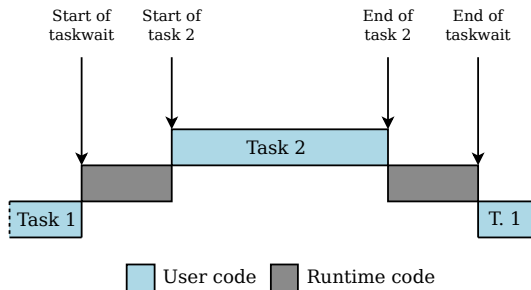 Start of
taskwait
Start of
task 2
End of
task 2
End of
taskwait
Task 2
Task 1
T. 1
User code
Runtime code